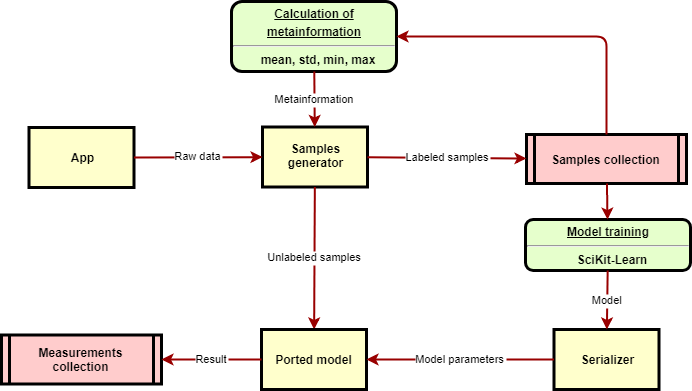 Calculation of
metainformation
mean, std, min, max
Metainformation
App
Raw data
Samples
generator
Labeled samples
Samples collection
Model training
SciKit-Learn
Unlabeled samples
Model
Measurements
collection
Result
Ported model
Model parameters
Serializer